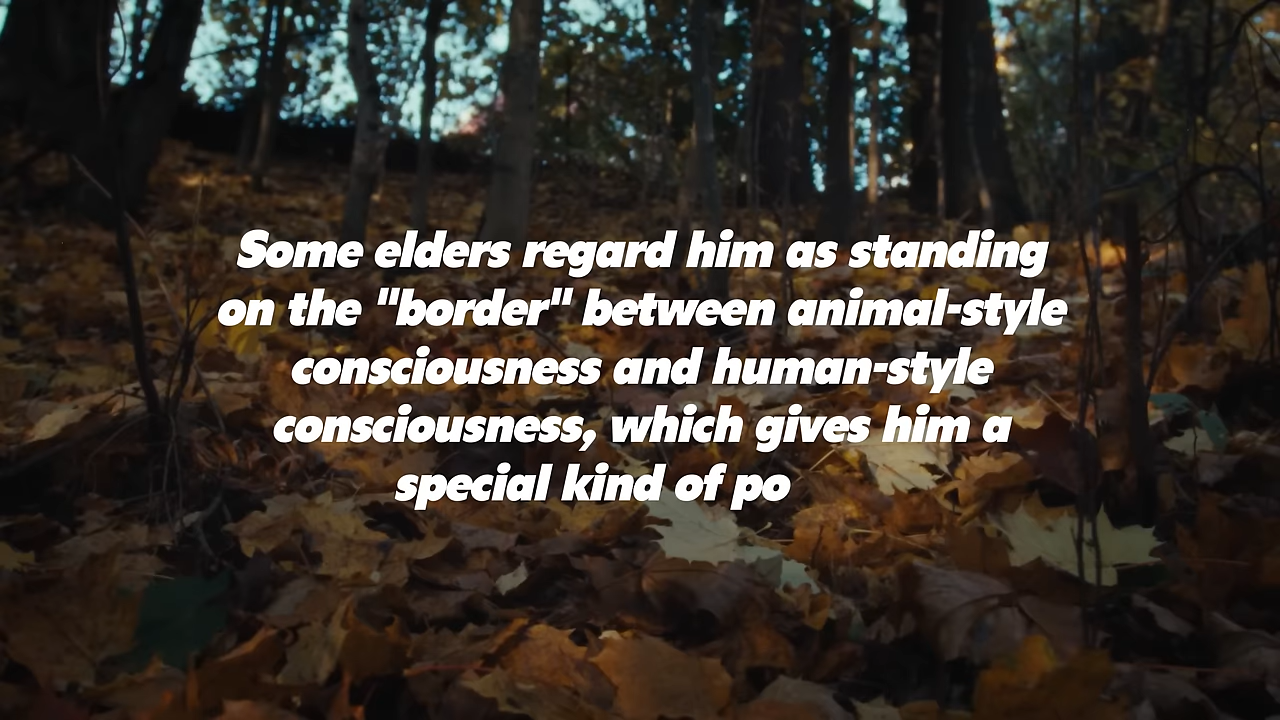 Some elders regard him as standing
on the "border" between animal-style
consciousness and human-style
consciousness, which gives him a
special kind of po